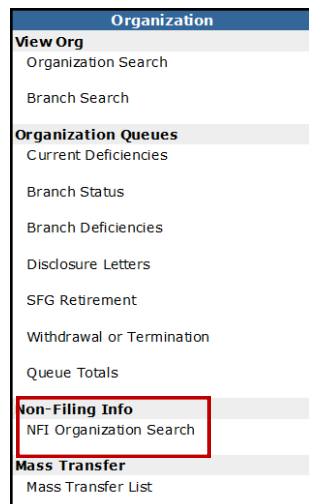 Organization
View Org
Organization Search
Branch Search
Organization Queues
Current Deficiencies
Branch Status
Branch Deficiencies
Disclosure Letters
SFG Retirement
Withdrawal or Termination
Queue Totals
Non-Filing Info
NFI Organization Search
Mass Transfer
Mass Transfer List